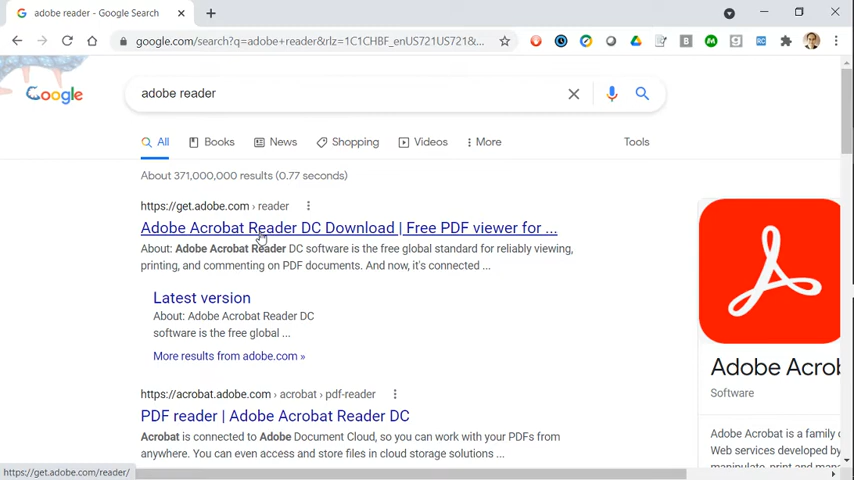 adobe reader - Google Search
google.com/search?q=adobe+reader&rlz=1C1CHBF_enUS721US721&...
Google
adobe reader
All Books News Shopping Videos More Tools
About 371,000,000 results (0.77 seconds)
https://get.adobe.com › reader
Adobe Acrobat Reader DC Download | Free PDF viewer for ...
About: Adobe Acrobat Reader DC software is the free global standard for reliably viewing,
printing, and commenting on PDF documents. And now, it's connected ...
Latest version
About: Adobe Acrobat Reader DC
software is the free global ...
More results from adobe.com »
https://acrobat.adobe.com › acrobat › pdf-reader
PDF reader | Adobe Acrobat Reader DC
Acrobat is connected to Adobe Document Cloud, so you can work with your PDFs from
anywhere. You can even access and store files in cloud storage solutions ...
Adobe Acrob
Software
Adobe Acrobat is a family o
Web services developed by
manipulate, print and mana
https://get.adobe.com/reader/